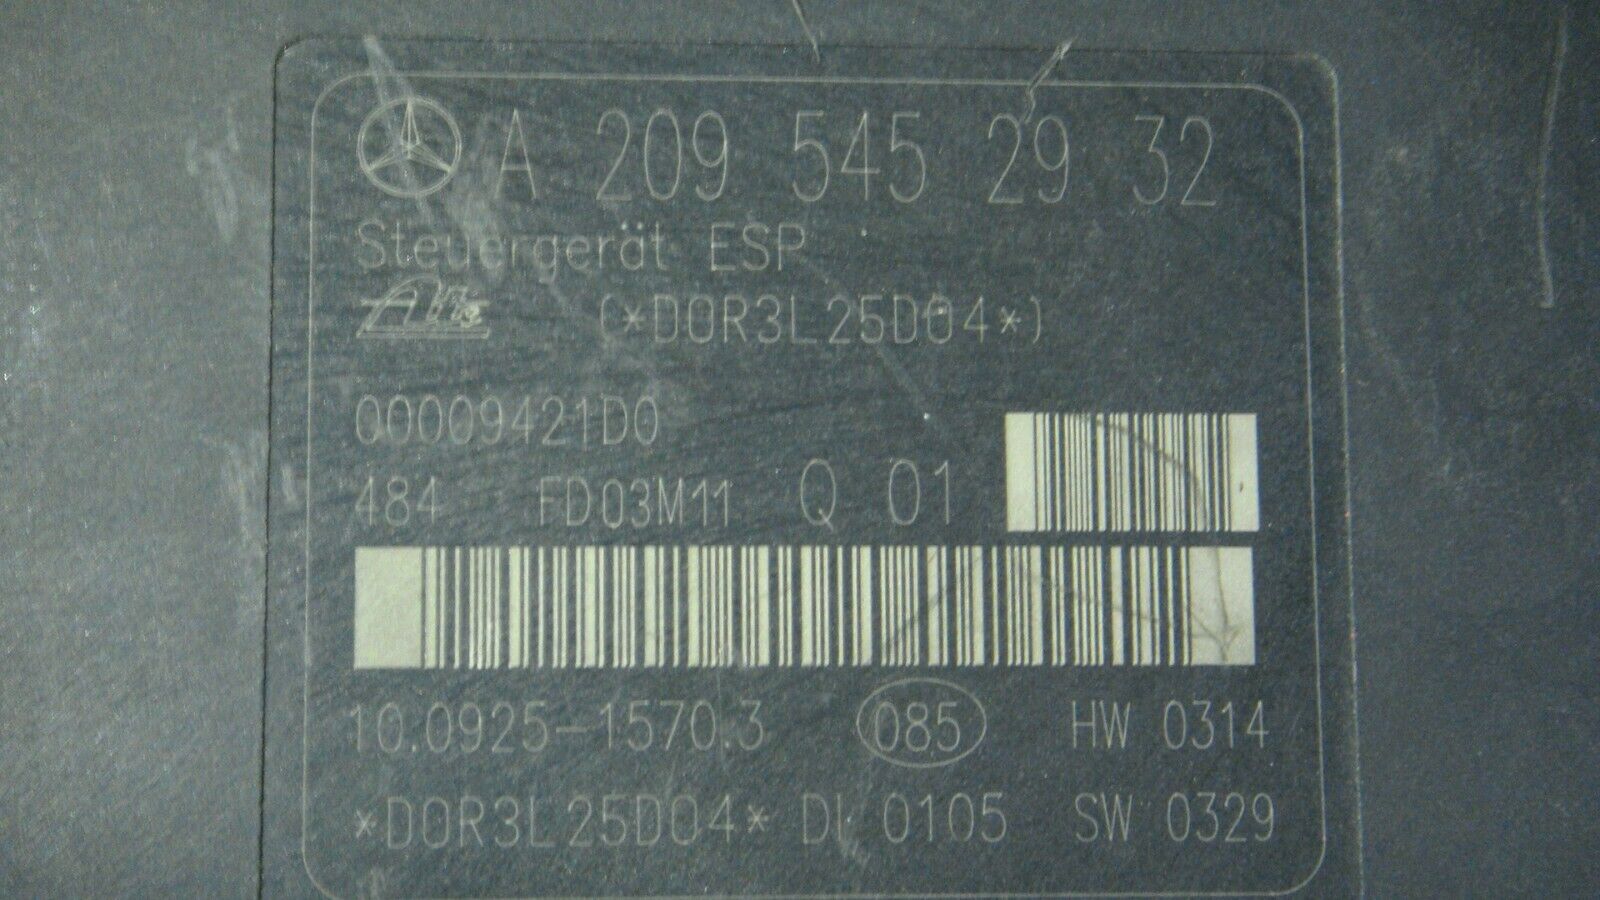 A 209 545 29 32
Steuergerät ESP
Ate (*D0R3L25D04*)
00009421D0
484 FD03M11 Q 01
10.0925-1570.3 085 HW 0314
*D0R3L25D04* DL 0105 SW 0329